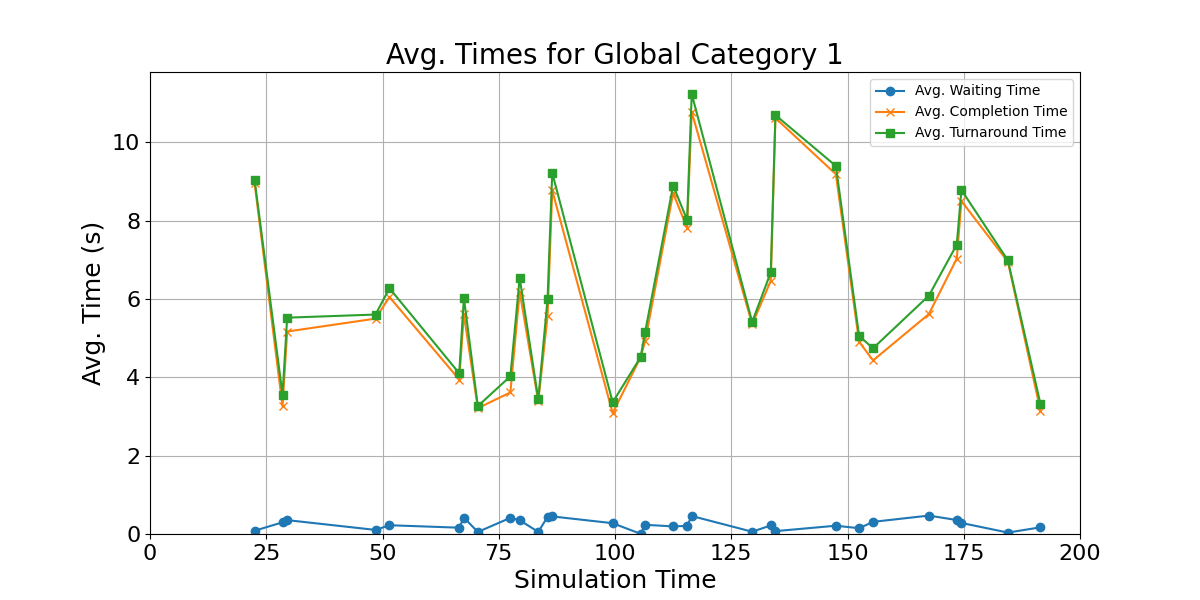 Avg. Times for Global Category 1
Avg. Waiting Time
Avg. Completion Time
Avg. Turnaround Time
Avg. Time (s)
10
8
6
4
2
0
0 25 50 75 100 125 150 175 200
Simulation Time